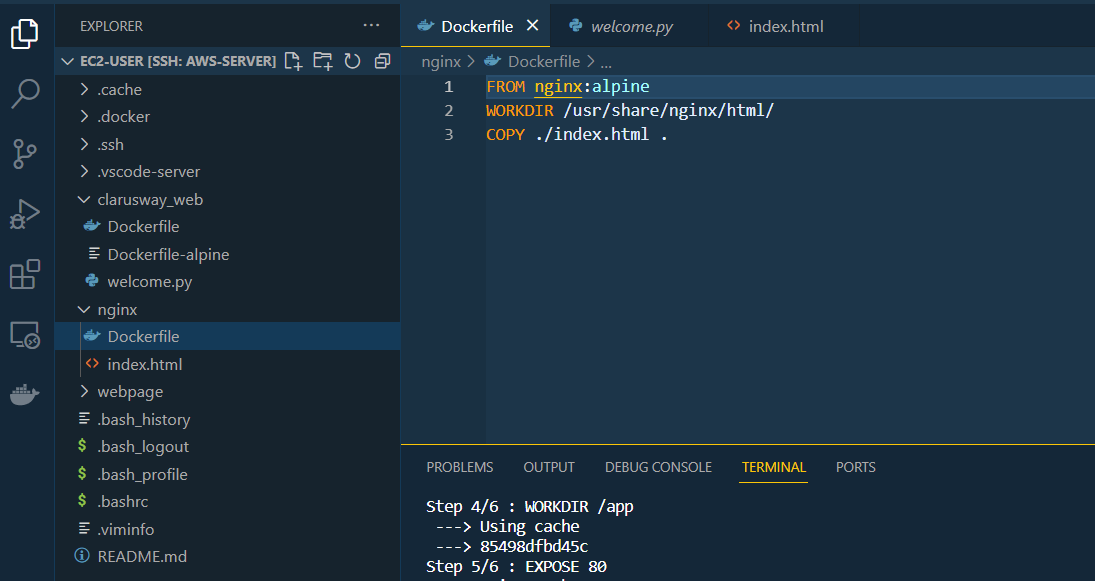 EXPLORER
EC2-USER [SSH: AWS-SERVER]
.cache
.docker
.ssh
.vscode-server
clarusway_web
Dockerfile
Dockerfile-alpine
welcome.py
nginx
Dockerfile
index.html
webpage
.bash_history
.bash_logout
.bash_profile
.bashrc
.viminfo
README.md
Dockerfile welcome.py index.html
nginx > Dockerfile > ...
1 FROM nginx:alpine
2 WORKDIR /usr/share/nginx/html/
3 COPY ./index.html .
PROBLEMS OUTPUT DEBUG CONSOLE TERMINAL PORTS
Step 4/6 : WORKDIR /app
---> Using cache
---> 85498dfbd45c
Step 5/6 : EXPOSE 80